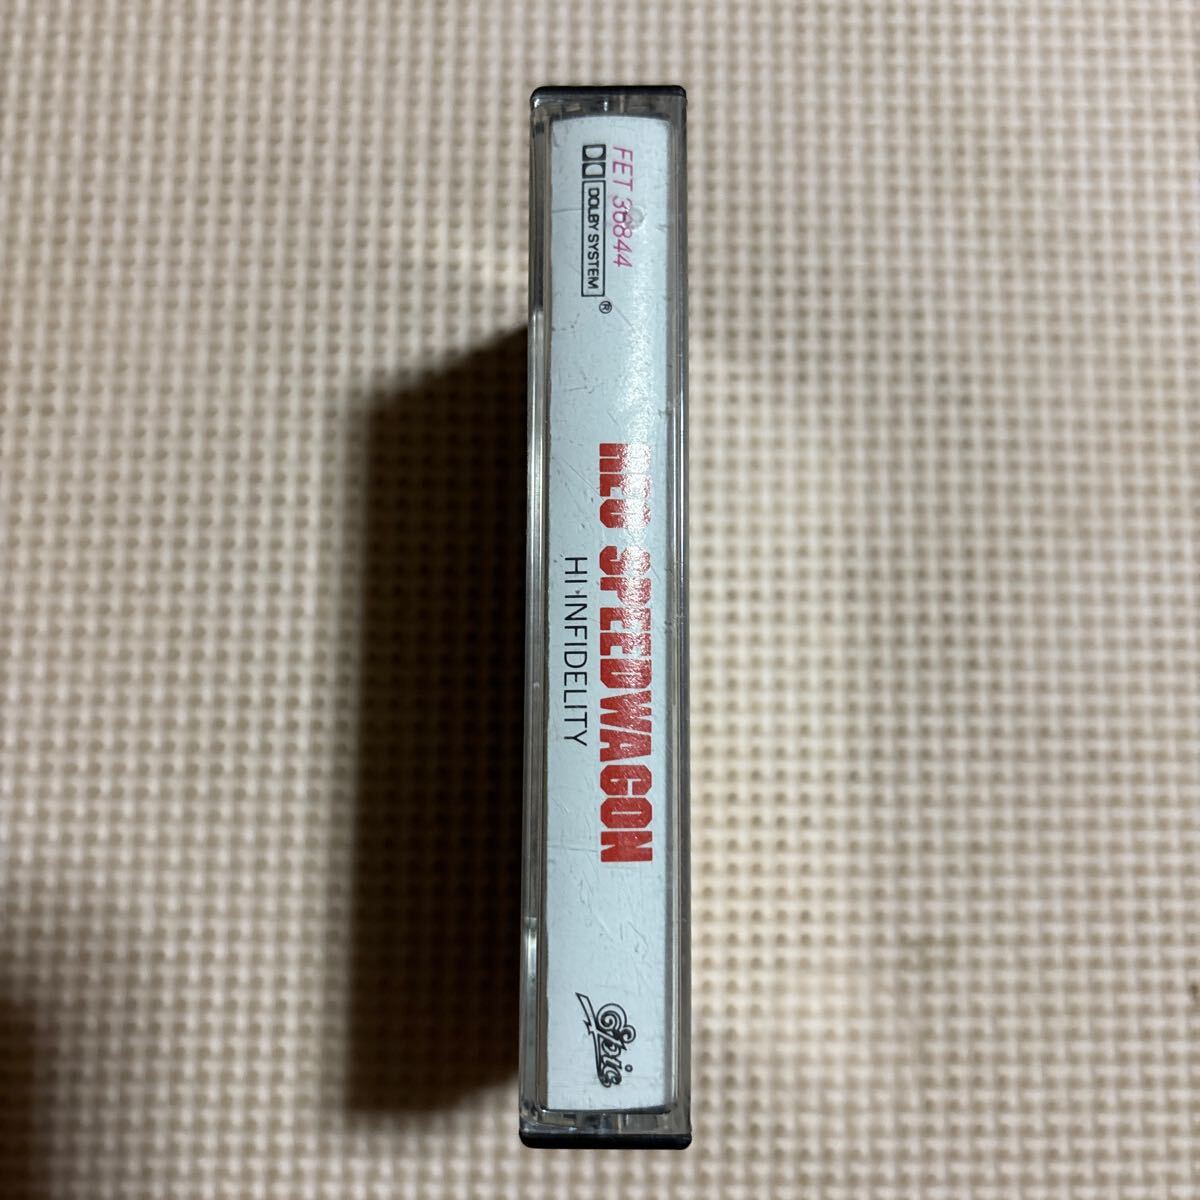 FET 36844
DOLBY SYSTEM ®
REO SPEEDWAGON
HI·INFIDELITY
Epic